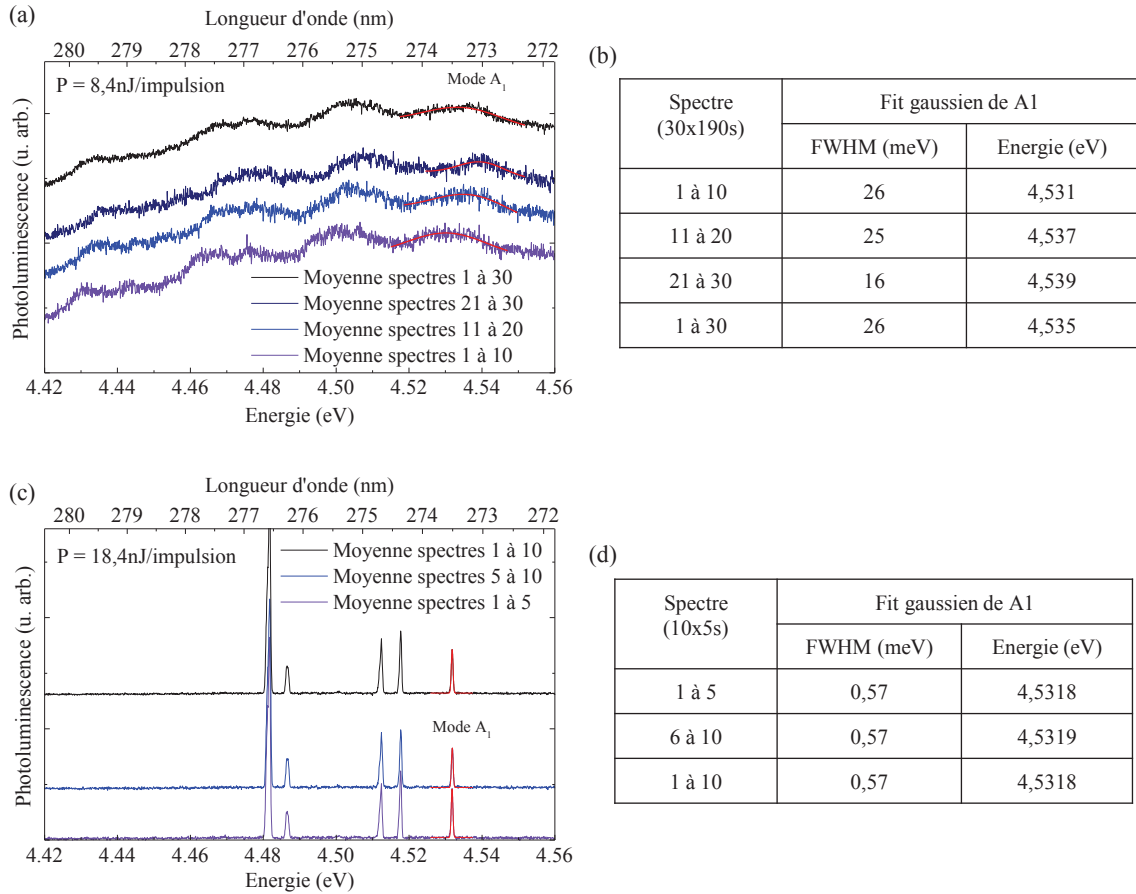 (a)
Longueur d'onde (nm)
280 279 278 277 276 275 274 273 272
P = 8,4nJ/impulsion
Mode A1
Photoluminescence (u. arb.)
Moyenne spectres 1 à 30
Moyenne spectres 21 à 30
Moyenne spectres 11 à 20
Moyenne spectres 1 à 10
4.42 4.44 4.46 4.48 4.50 4.52 4.54 4.56
Energie (eV)
(b)
Spectre
(30x190s)
Fit gaussien de A1
FWHM (meV) Energie (eV)
1 à 10 26 4,531
11 à 20 25 4,537
21 à 30 16 4,539
1 à 30 26 4,535
(c)
Longueur d'onde (nm)
280 279 278 277 276 275 274 273 272
P = 18,4nJ/impulsion
Moyenne spectres 1 à 10
Moyenne spectres 5 à 10
Moyenne spectres 1 à 5
Mode A1
Photoluminescence (u. arb.)
4.42 4.44 4.46 4.48 4.50 4.52 4.54 4.56
Energie (eV)
(d)
Spectre
(10x5s)
Fit gaussien de A1
FWHM (meV) Energie (eV)
1 à 5 0,57 4,5318
6 à 10 0,57 4,5319
1 à 10 0,57 4,5318